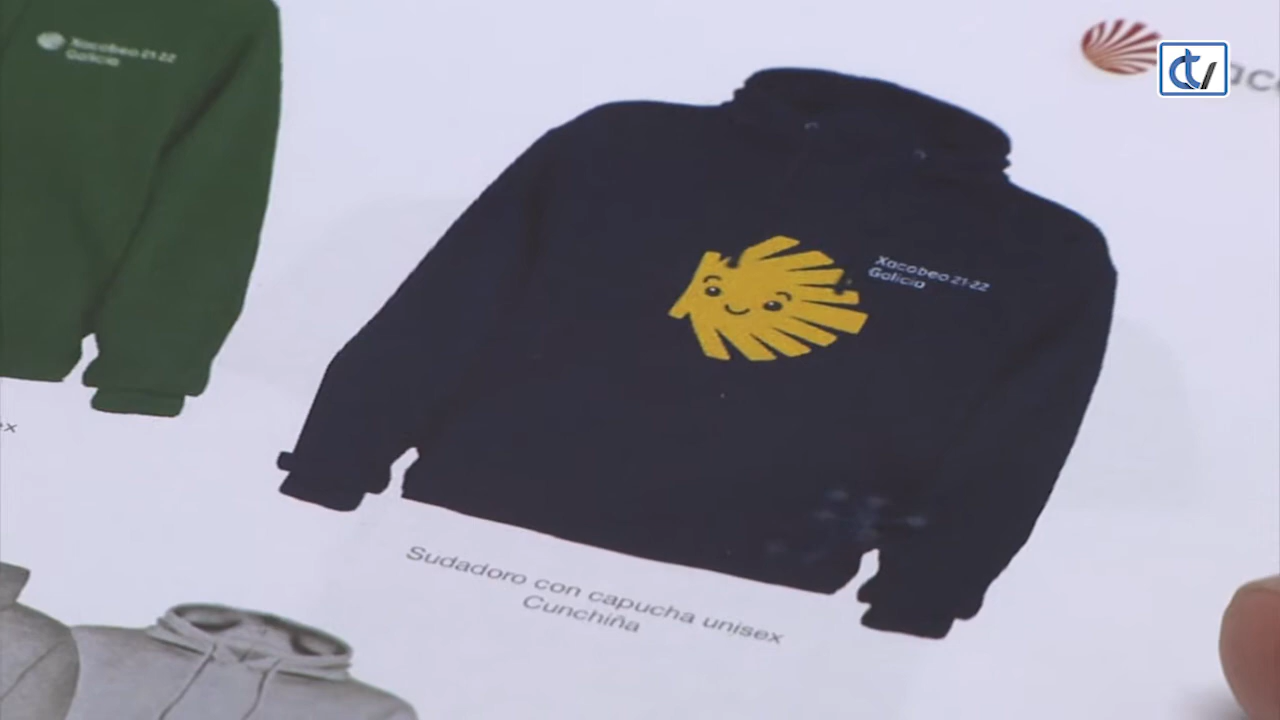 Xacobeo 21·22
Galicia
Xacobeo 21·22
Galicia
Sudadoro con capucha unisex
Cunchiña